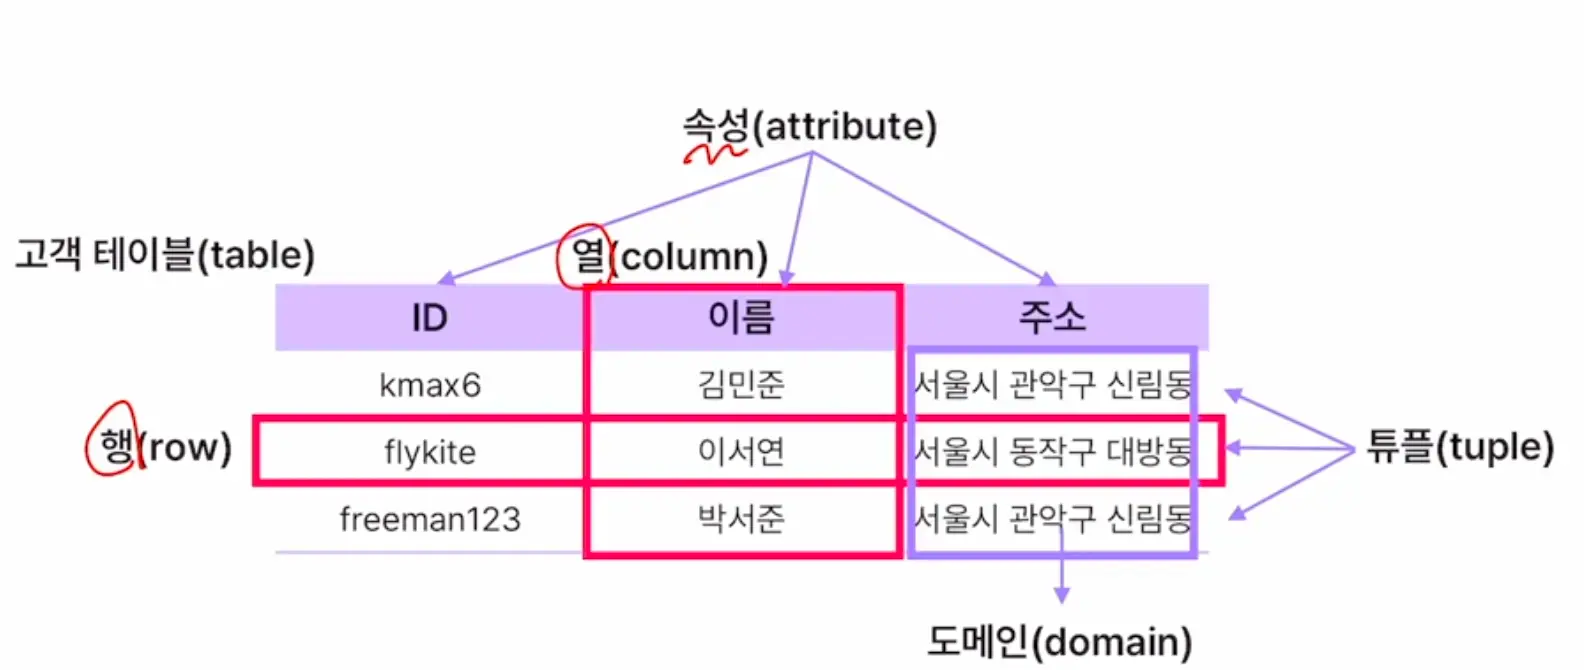 속성(attribute)
고객 테이블(table)
열(column)
ID 이름 주소
kmax6 김민준 서울시 관악구 신림동
행(row) flykite 이서연 서울시 동작구 대방동 튜플(tuple)
freeman123 박서준 서울시 관악구 신림동
도메인(domain)